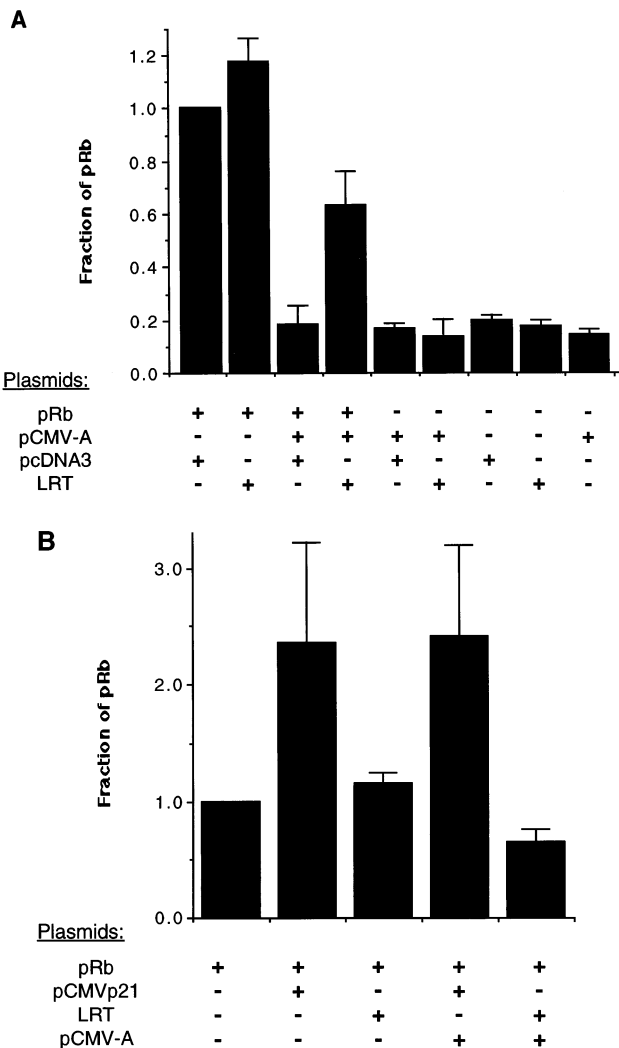 A
Fraction of pRb
1.2
1.0
0.8
0.6
0.4
0.2
0.0
Plasmids:
pRb + + + + - - - - -
pCMV-A - - + + + + - - +
pcDNA3 + - + - + - + - -
LRT - + - + - + - + -
B
Fraction of pRb
3.0
2.0
1.0
0.0
Plasmids:
pRb + + + + +
pCMVp21 - + - + -
LRT - - + - +
pCMV-A - - - + +